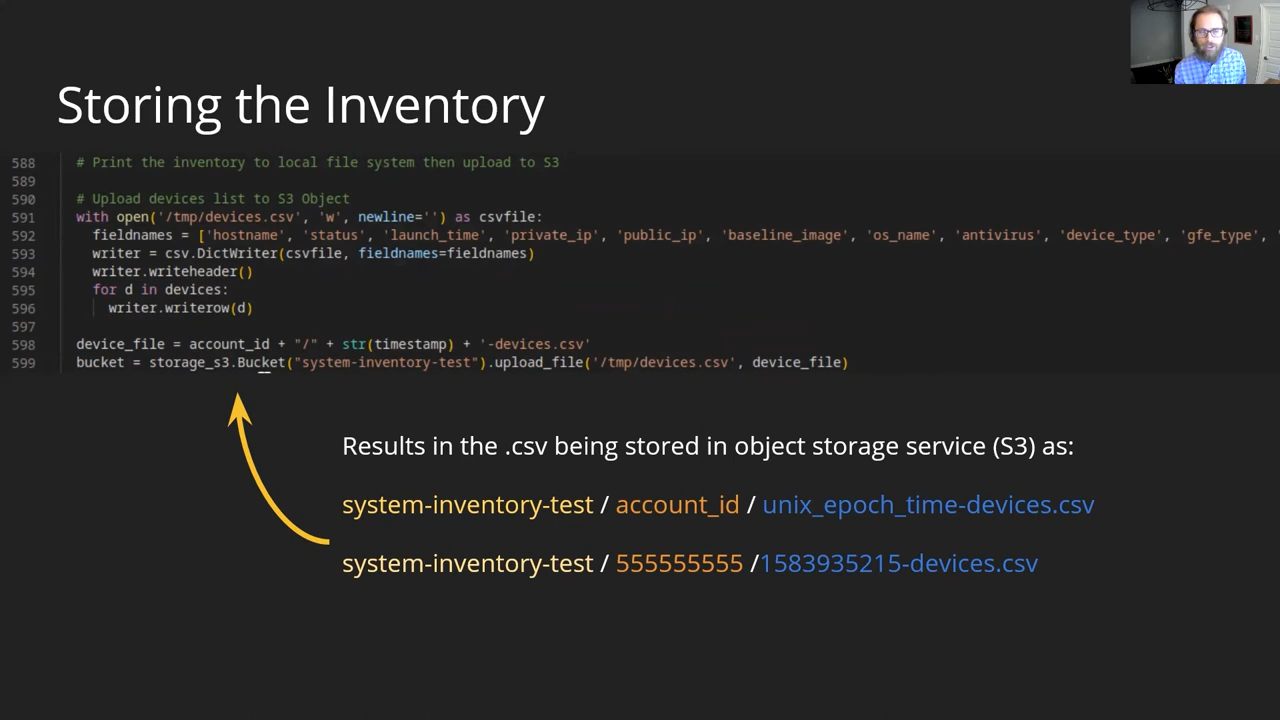 Storing the Inventory
588 # Print the inventory to local file system then upload to S3
589
590 # Upload devices list to S3 Object
591 with open('/tmp/devices.csv', 'w', newline='') as csvfile:
592 fieldnames = ['hostname', 'status', 'launch_time', 'private_ip', 'public_ip', 'baseline_image', 'os_name', 'antivirus', 'device_type', 'gfe_type', '
593 writer = csv.DictWriter(csvfile, fieldnames=fieldnames)
594 writer.writeheader()
595 for d in devices:
596 writer.writerow(d)
597
598 device_file = account_id + "/" + str(timestamp) + '-devices.csv'
599 bucket = storage_s3.Bucket("system-inventory-test").upload_file('/tmp/devices.csv', device_file)
Results in the .csv being stored in object storage service (S3) as:
system-inventory-test / account_id / unix_epoch_time-devices.csv
system-inventory-test / 555555555 /1583935215-devices.csv